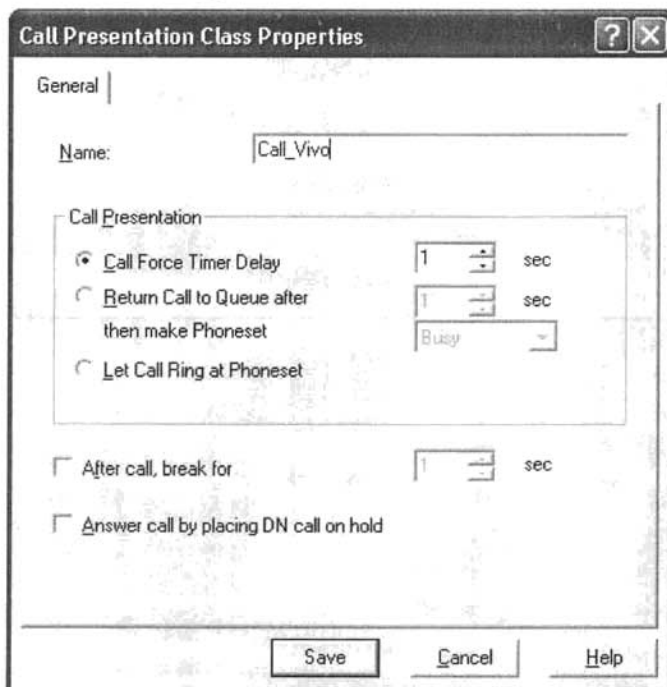 Call Presentation Class Properties
General
Name: Call_Vivo
Call Presentation
Call Force Timer Delay 1 sec
Return Call to Queue after 1 sec
then make Phoneset Busy
Let Call Ring at Phoneset
After call, break for 1 sec
Answer call by placing DN call on hold
Save Cancel Help